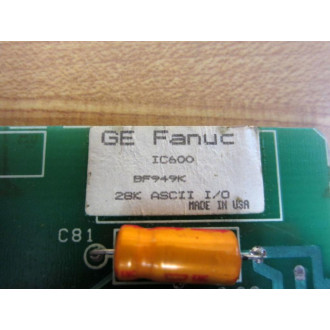 GE Fanuc
IC600
BF949K
28K ASCII I/O
MADE IN USA
C81